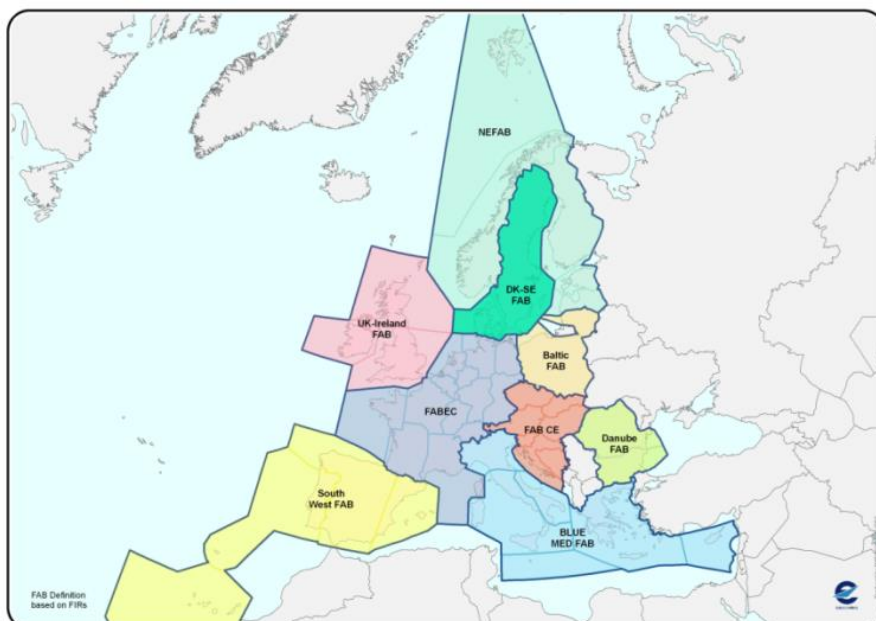 NEFAB
DK-SE
FAB
UK-Ireland
FAB
Baltic
FAB
FABEC
FAB CE
Danube
FAB
South
West FAB
BLUE
MED FAB
FAB Definition
based on FIRs